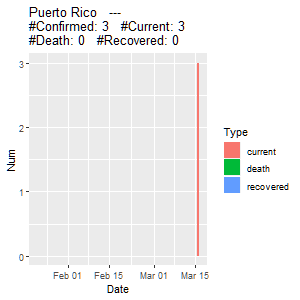 Puerto Rico   ---
#Confirmed: 3   #Current: 3
#Death: 0   #Recovered: 0
3
2
1
0
Num
Feb 01   Feb 15   Mar 01   Mar 15
Date
Type
current
death
recovered